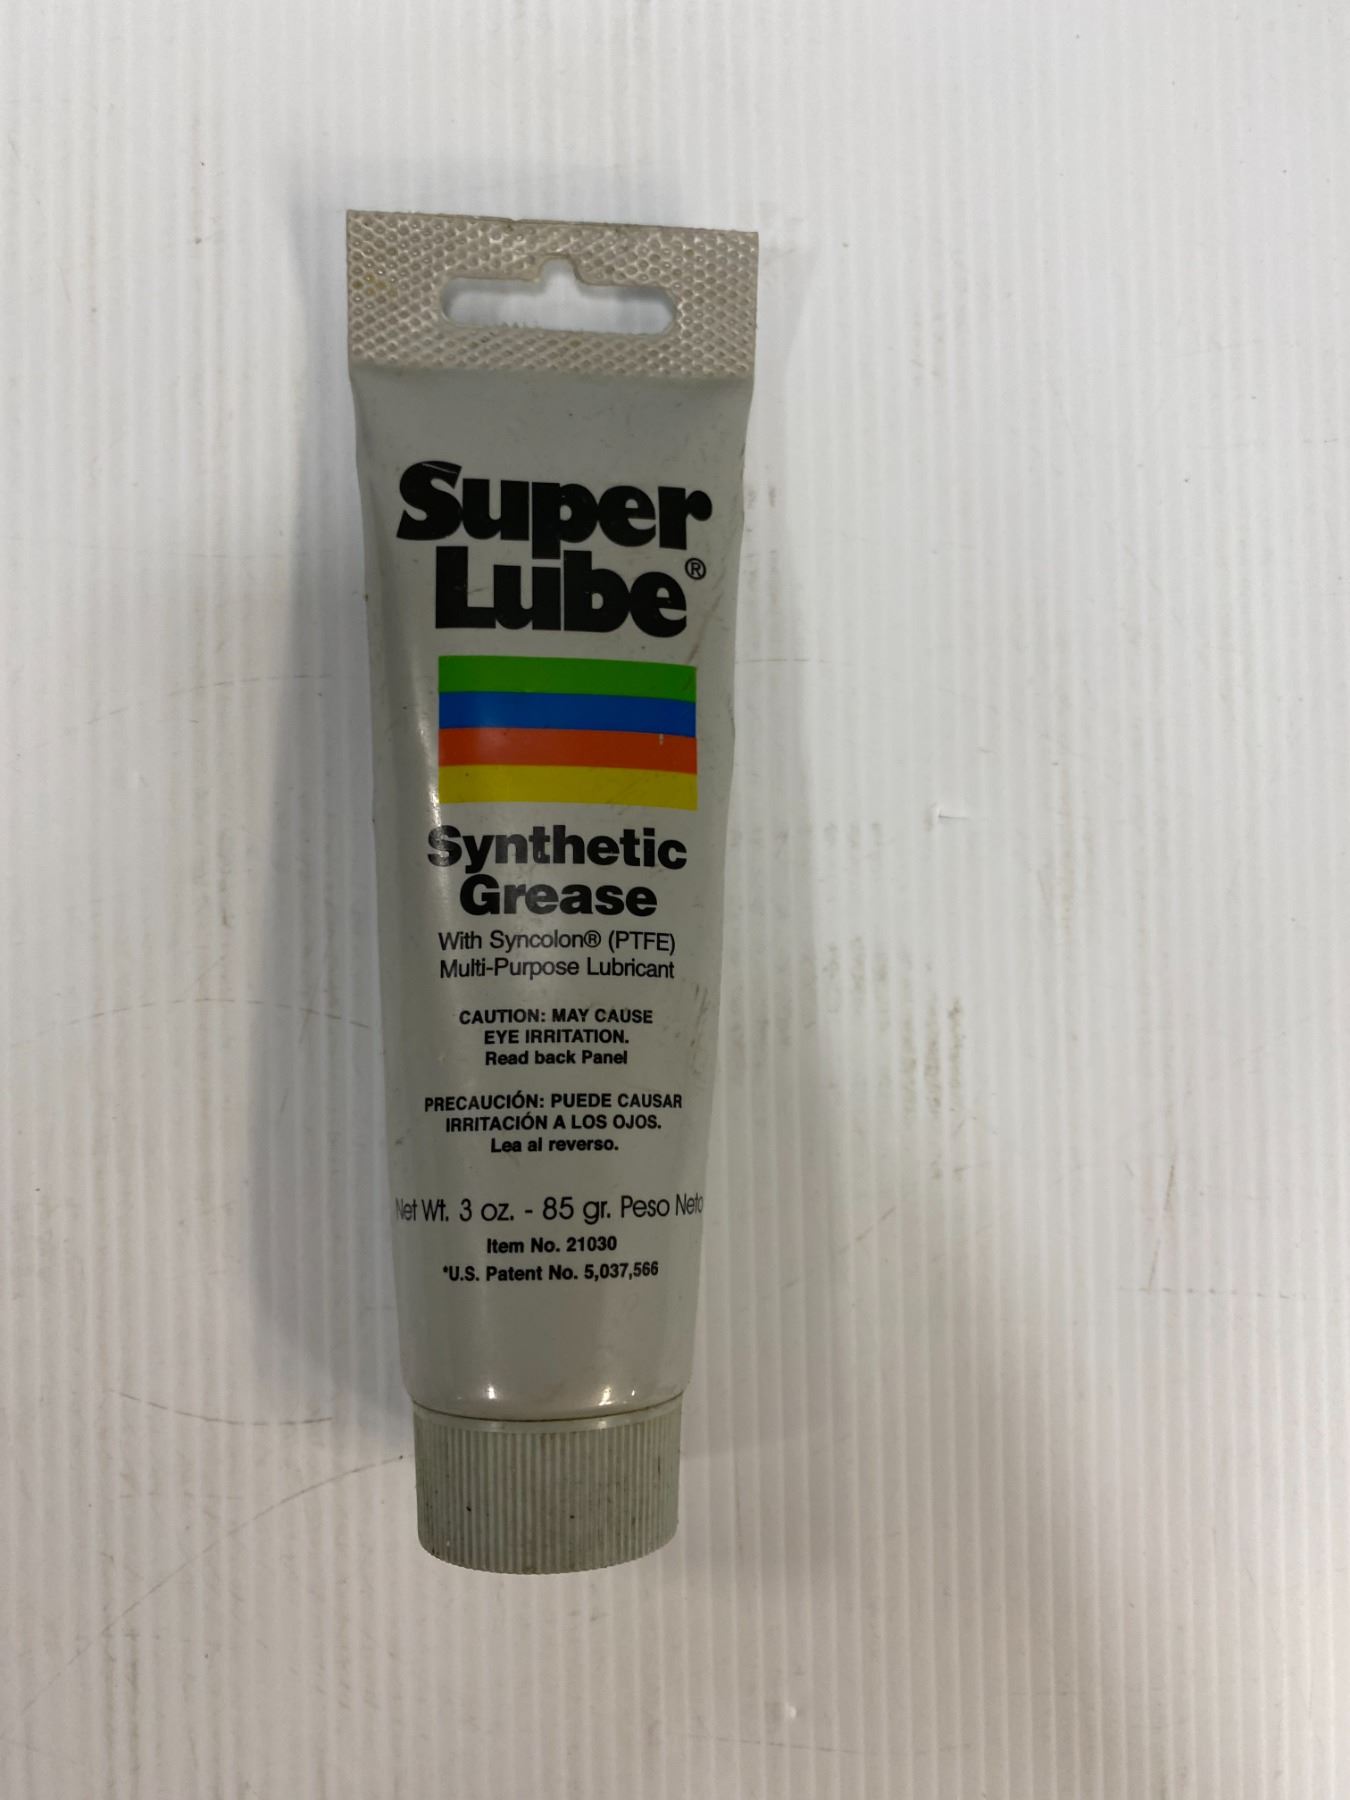 Super
Lube®
Synthetic
Grease
With Syncolon® (PTFE)
Multi-Purpose Lubricant
CAUTION: MAY CAUSE
EYE IRRITATION.
Read back Panel
PRECAUCIÓN: PUEDE CAUSAR
IRRITACIÓN A LOS OJOS.
Lea al reverso.
Net Wt. 3 oz. - 85 gr. Peso Neto
Item No. 21030
*U.S. Patent No. 5,037,566